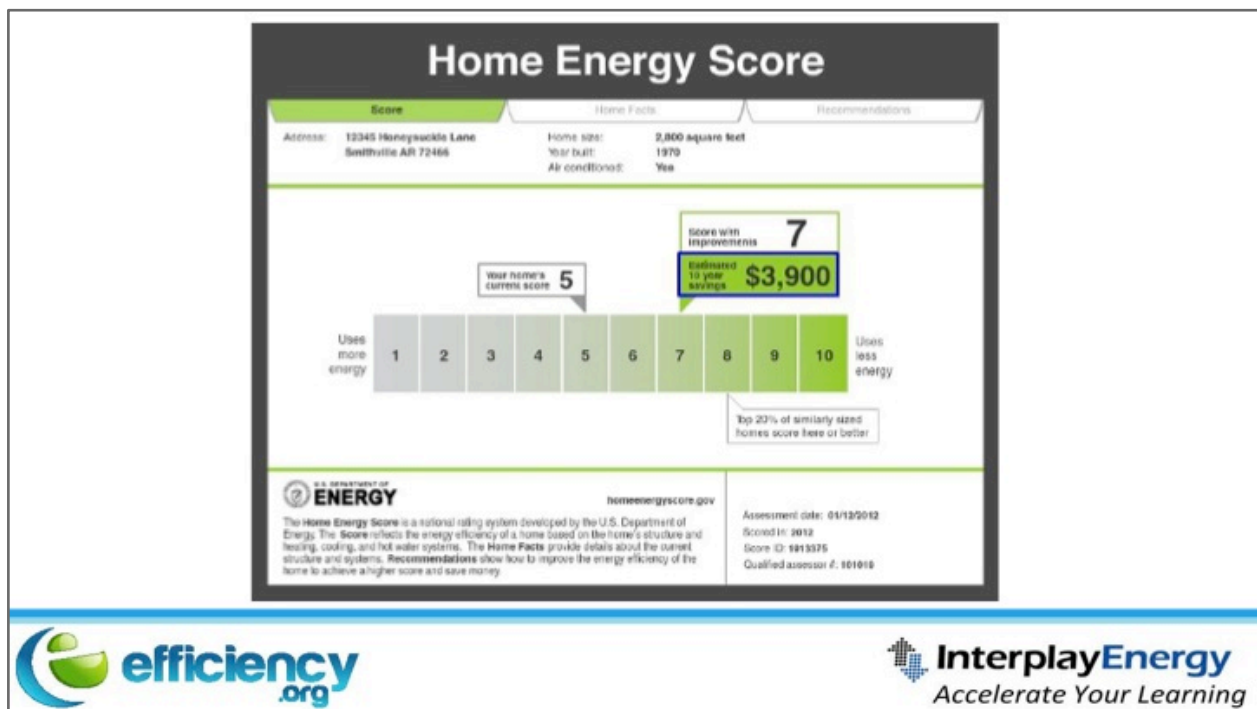 Home Energy Score
Score
Home Facts
Recommendations
Address: 12345 Honeysuckle Lane
Smithville AR 72466
Home size: 2,800 square feet
Year built: 1970
Air conditioned: Yes
Score with
improvements 7
Estimated
10 year
savings $3,900
Your home's
current score 5
Uses
more
energy
1 2 3 4 5 6 7 8 9 10
Uses
less
energy
Top 20% of similarly sized
homes score here or better
U.S. DEPARTMENT OF
ENERGY
homeenergyscore.gov
The Home Energy Score is a national rating system developed by the U.S. Department of
Energy. The Score reflects the energy efficiency of a home based on the home's structure and
heating, cooling, and hot water systems. The Home Facts provide details about the current
structure and systems. Recommendations show how to improve the energy efficiency of the
home to achieve a higher score and save money.
Assessment date: 01/12/2012
Scored in: 2012
Score ID: 1013375
Qualified assessor #: 101010
efficiency
.org
InterplayEnergy
Accelerate Your Learning